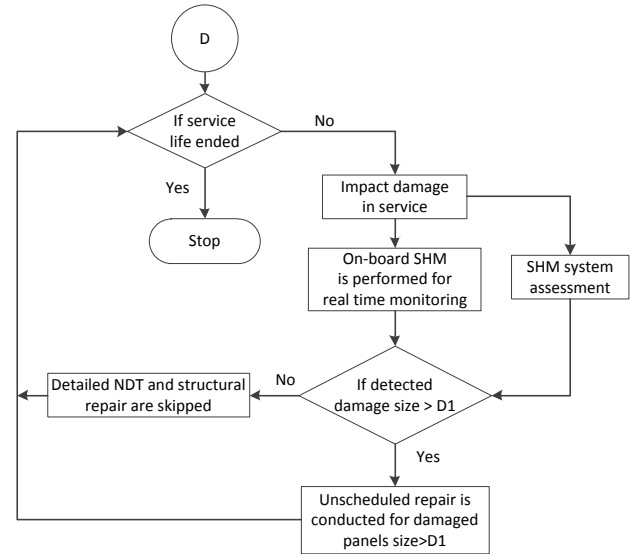 D
If service
life ended
No
Yes
Impact damage
in service
Stop
On-board SHM
is performed for
real time monitoring
SHM system
assessment
Detailed NDT and structural
repair are skipped
No
If detected
damage size > D1
Yes
Unscheduled repair is
conducted for damaged
panels size>D1